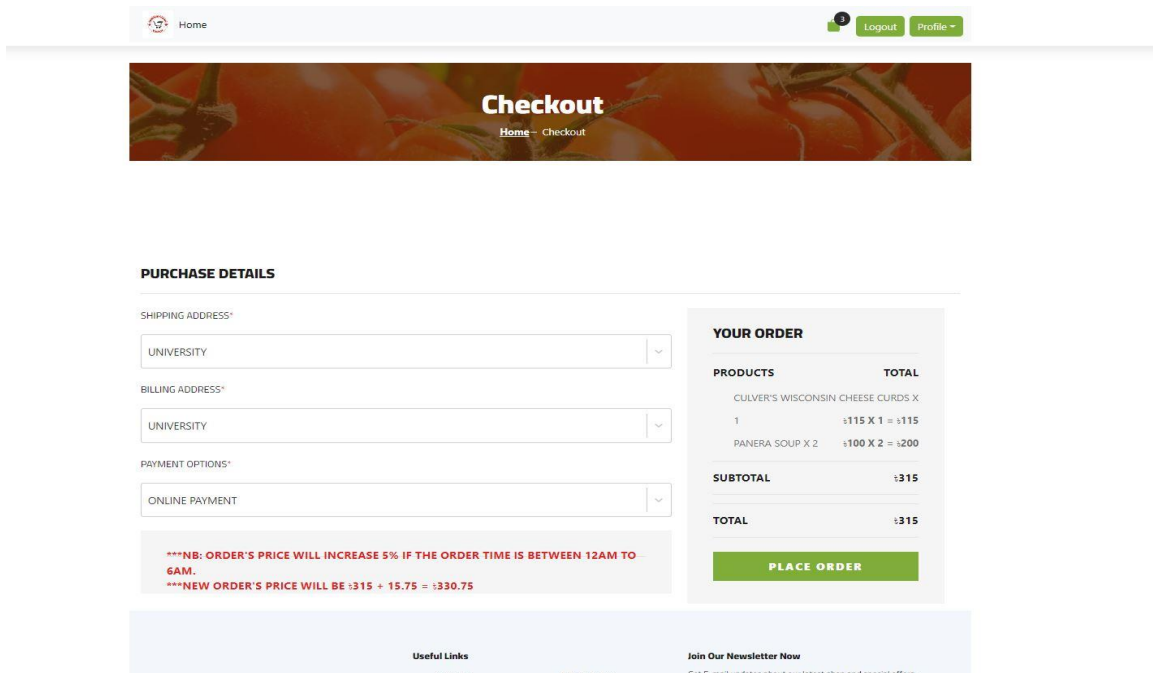 Home
3
Logout
Profile
Checkout
Home – Checkout
PURCHASE DETAILS
SHIPPING ADDRESS*
UNIVERSITY
BILLING ADDRESS*
UNIVERSITY
PAYMENT OPTIONS*
ONLINE PAYMENT
***NB: ORDER'S PRICE WILL INCREASE 5% IF THE ORDER TIME IS BETWEEN 12AM TO
6AM.
***NEW ORDER'S PRICE WILL BE ৳315 + 15.75 = ৳330.75
YOUR ORDER
PRODUCTS TOTAL
CULVER'S WISCONSIN CHEESE CURDS X
1 ৳115 X 1 = ৳115
PANERA SOUP X 2 ৳100 X 2 = ৳200
SUBTOTAL ৳315
TOTAL ৳315
PLACE ORDER
Useful Links
Join Our Newsletter Now